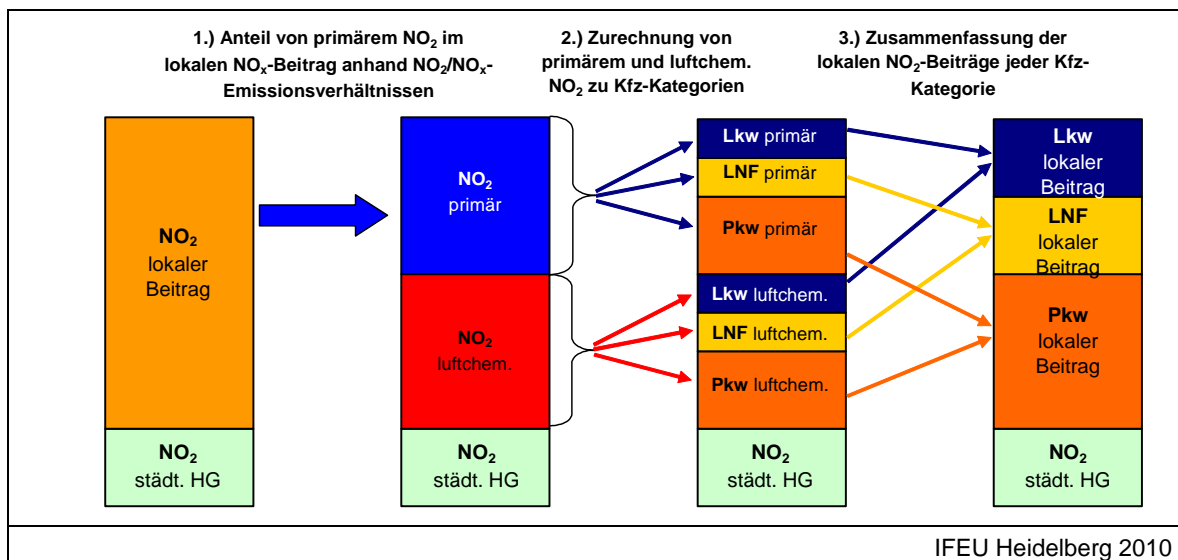 1.) Anteil von primärem NO₂ im
lokalen NOₓ-Beitrag anhand NO₂/NOₓ-
Emissionsverhältnissen
2.) Zurechnung von
primärem und luftchem.
NO₂ zu Kfz-Kategorien
3.) Zusammenfassung der
lokalen NO₂-Beiträge jeder Kfz-
Kategorie
NO₂
lokaler
Beitrag
NO₂
städt. HG
NO₂
primär
NO₂
luftchem.
NO₂
städt. HG
Lkw primär
LNF primär
Pkw primär
Lkw luftchem.
LNF luftchem.
Pkw luftchem.
NO₂
städt. HG
Lkw
lokaler
Beitrag
LNF
lokaler
Beitrag
Pkw
lokaler
Beitrag
NO₂
städt. HG
IFEU Heidelberg 2010